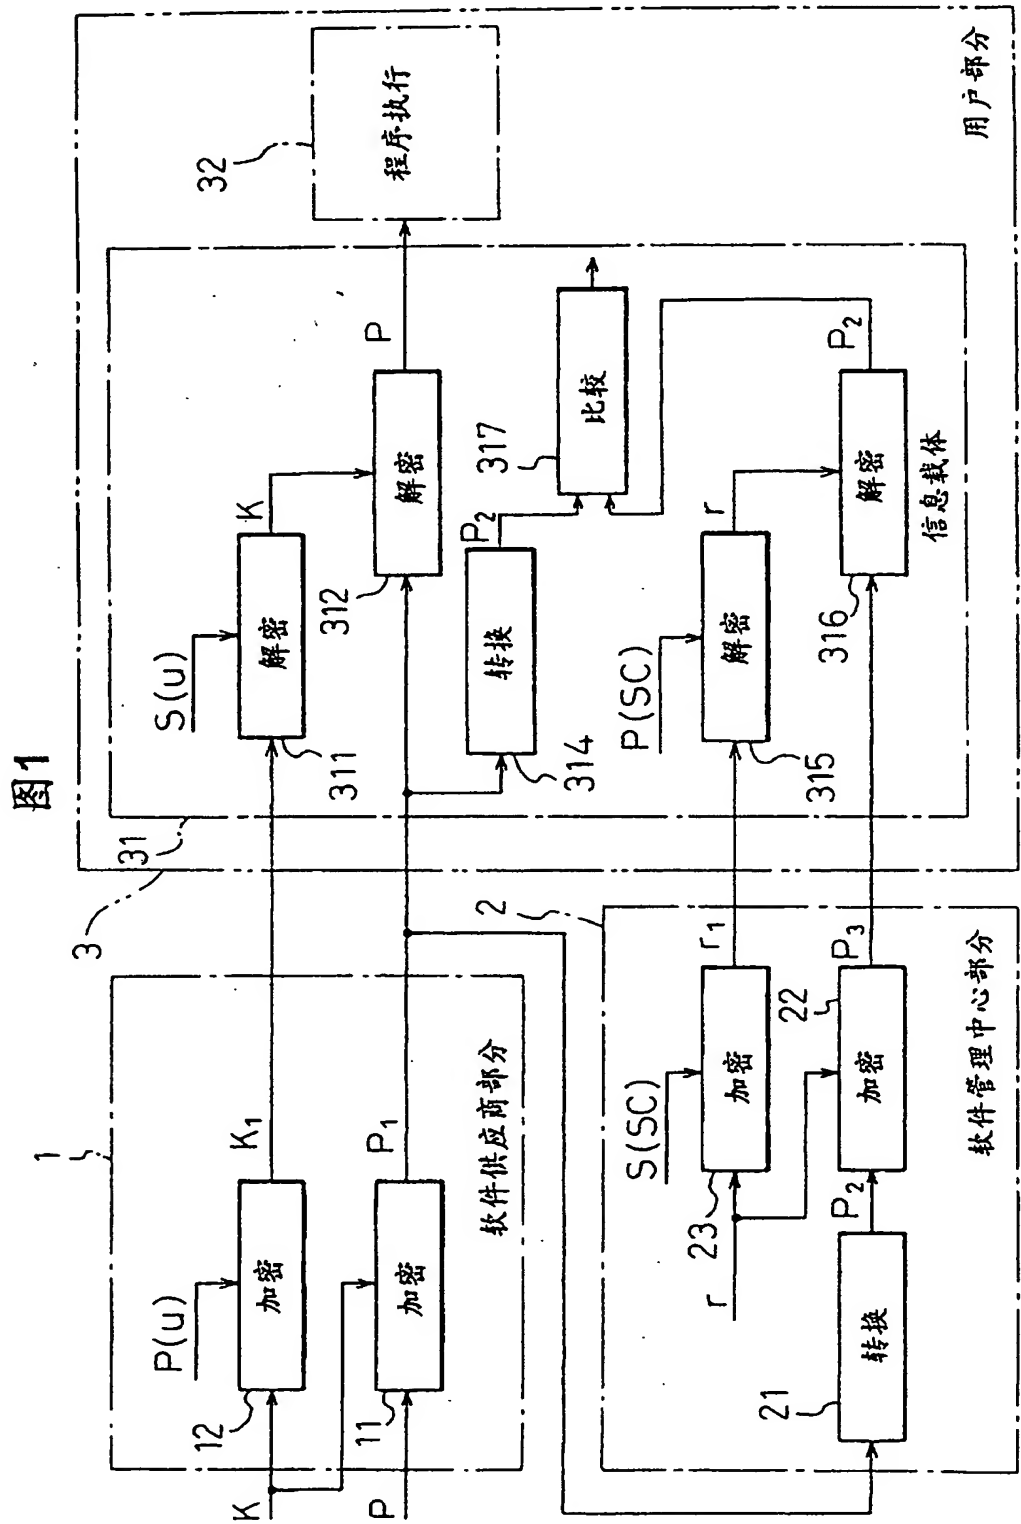 图1
1
K
P(u)
12
加密
K₁
P
11
加密
P₁
软件供应商部分
2
21
转换
P₂
r
23
S(SC)
加密
r₁
22
加密
P₃
软件管理中心部分
3
31
S(u)
311
解密
K
312
解密
P
32
程序执行
314
转换
P₂
317
比较
P(SC)
315
解密
r
316
解密
P₂
信息载体
用户部分